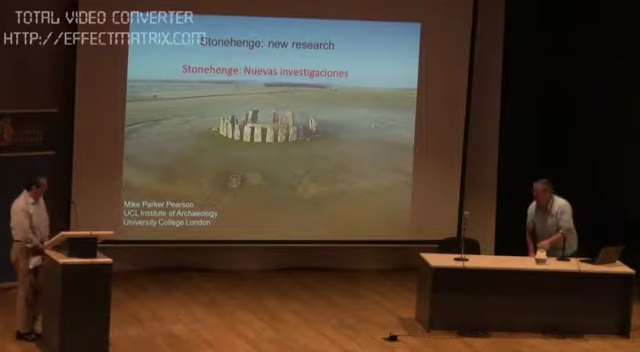 TOTAL VIDEO CONVERTER
HTTP://EFFECTMATRIX.COM
Stonehenge: new research
Stonehenge: Nuevas investigaciones
Mike Parker Pearson
UCL Institute of Archaeology
University College London